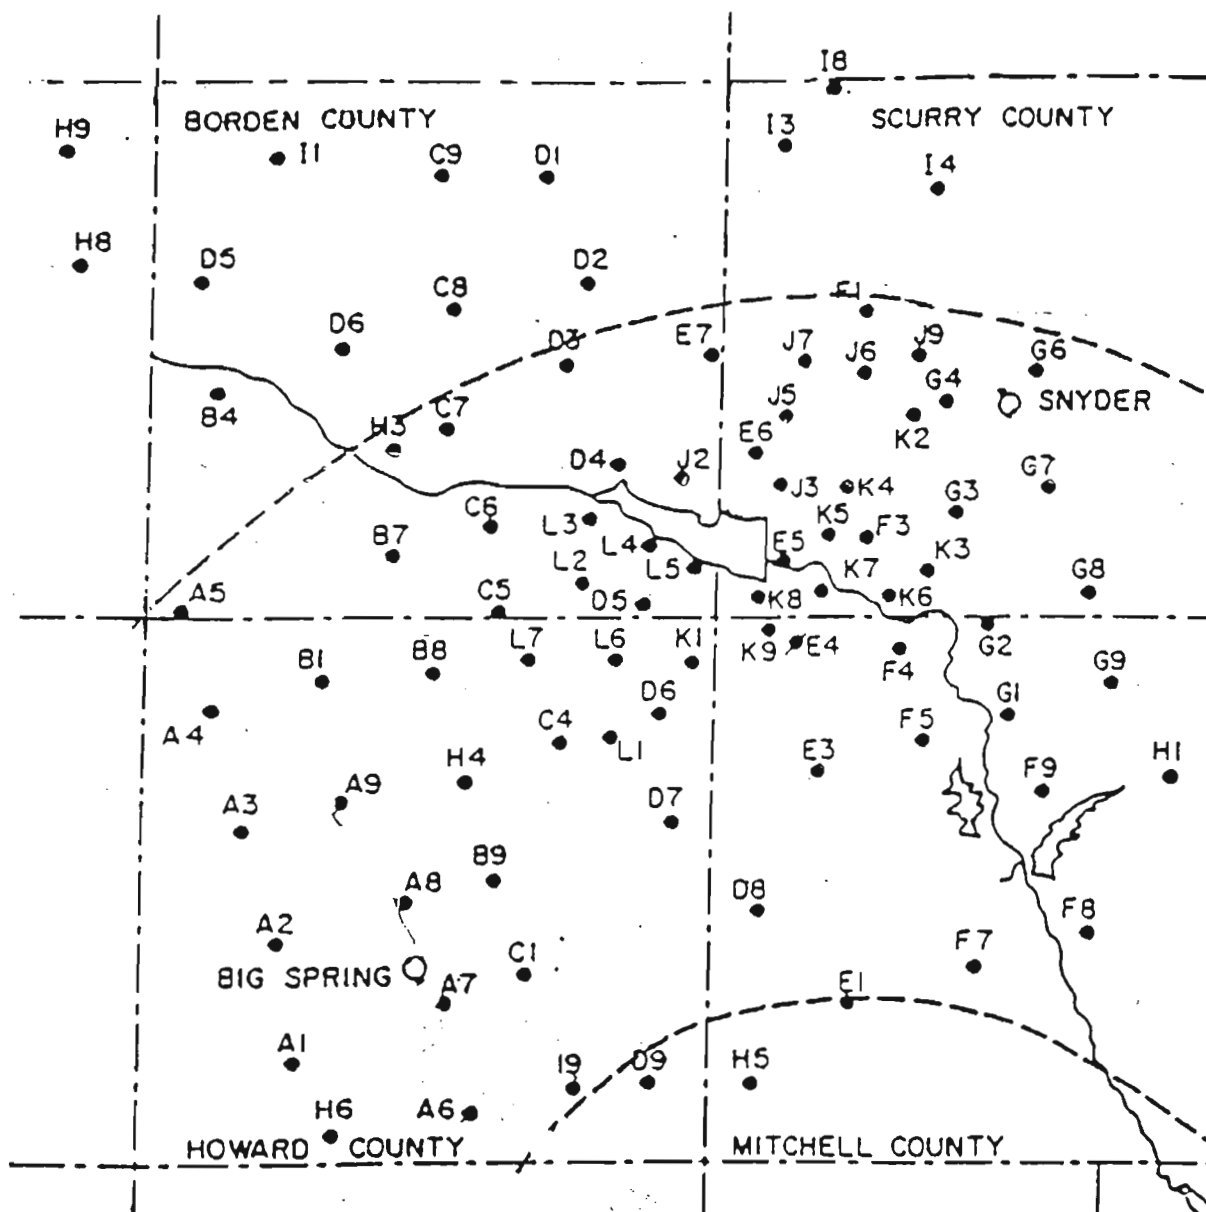 I8
BORDEN COUNTY
SCURRY COUNTY
H9
I1
C9
D1
I3
I4
H8
D5
C8
D2
F1
D6
D3
E7
J7
J6
J9
G6
B4
H3
C7
J5
G4
SNYDER
K2
E6
D4
J2
J3
K4
G7
C6
L3
K5
F3
G3
B7
L4
E5
L2
L5
K7
K3
A5
C5
D5
K8
K6
G8
B1
B8
L7
L6
K1
K9
E4
F4
G2
G9
A4
D6
G1
C4
L1
F5
H4
E3
H1
A3
A9
D7
F9
A8
B9
D8
A2
F8
BIG SPRING
C1
F7
A7
E1
A1
I9
D9
H5
H6
A6
HOWARD COUNTY
MITCHELL COUNTY